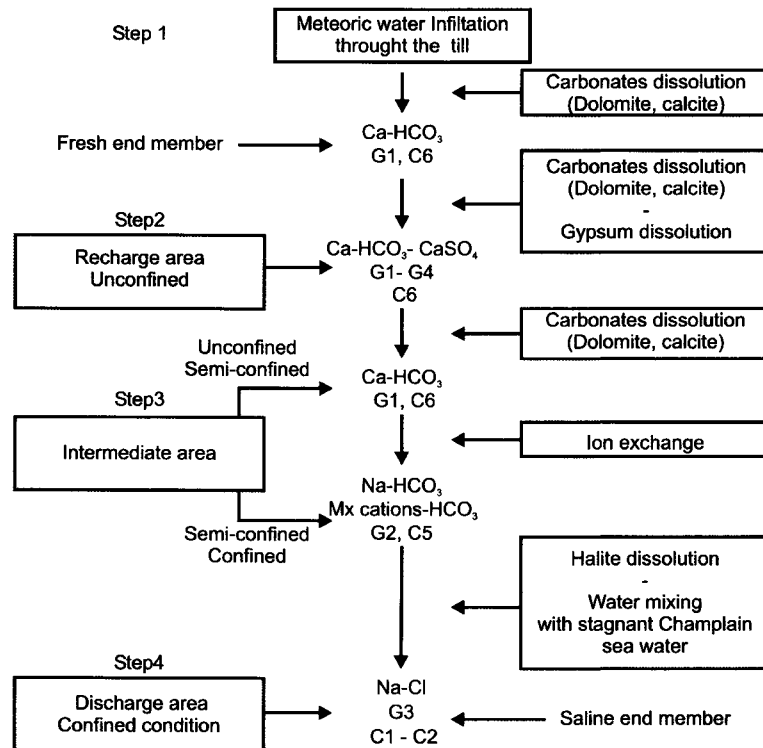 Step 1
Meteoric water Infiltation
throught the till
Carbonates dissolution
(Dolomite, calcite)
Fresh end member
Ca-HCO₃
G1, C6
Carbonates dissolution
(Dolomite, calcite)
-
Gypsum dissolution
Step2
Recharge area
Unconfined
Ca-HCO₃- CaSO₄
G1- G4
C6
Carbonates dissolution
(Dolomite, calcite)
Unconfined
Semi-confined
Ca-HCO₃
G1, C6
Step3
Intermediate area
Ion exchange
Na-HCO₃
Mx cations-HCO₃
G2, C5
Semi-confined
Confined
Halite dissolution
-
Water mixing
with stagnant Champlain
sea water
Step4
Discharge area
Confined condition
Na-Cl
G3
C1 - C2
Saline end member